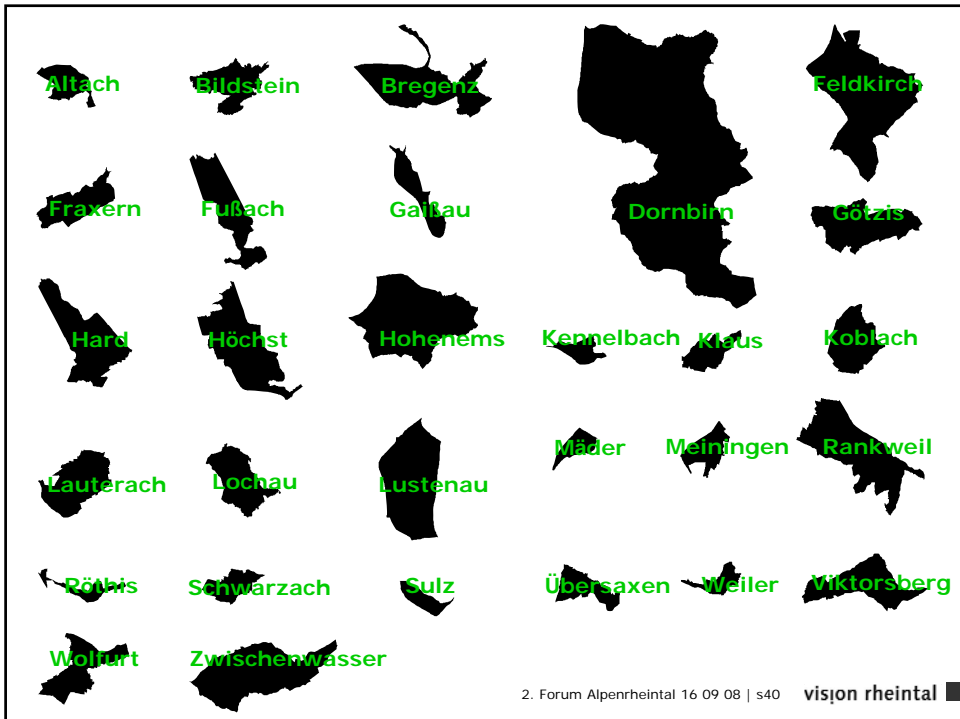 Altach
Bildstein
Bregenz
Feldkirch
Fraxern
Fußach
Gaißau
Dornbirn
Götzis
Hard
Höchst
Hohenems
Kennelbach
Klaus
Koblach
Lauterach
Lochau
Lustenau
Mäder
Meiningen
Rankweil
Röthis
Schwarzach
Sulz
Übersaxen
Weiler
Viktorsberg
Wolfurt
Zwischenwasser
2. Forum Alpenrheintal 16 09 08 | s40
vision rheintal